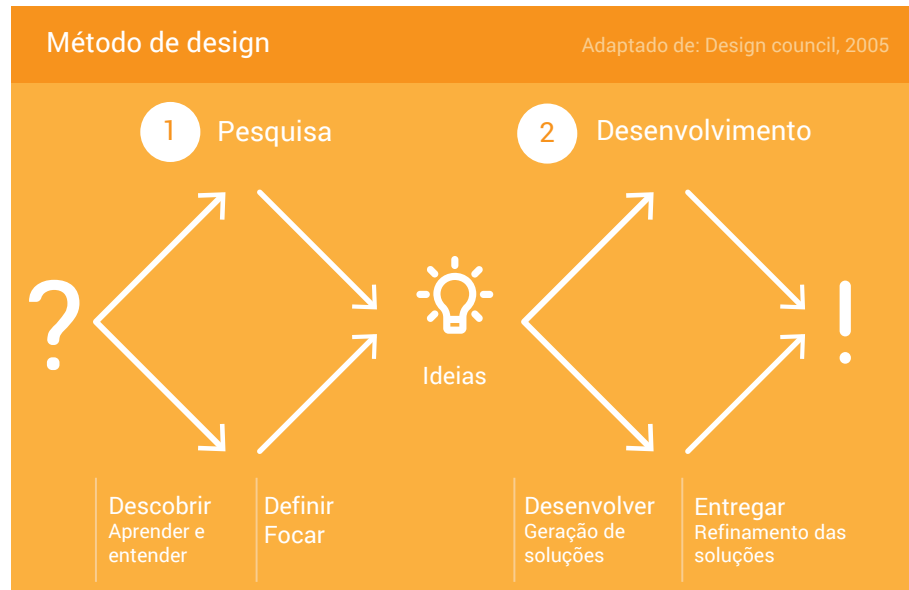 Método de design
Adaptado de: Design council, 2005
1 Pesquisa
2 Desenvolvimento
?
!
Ideias
Descobrir
Aprender e
entender
Definir
Focar
Desenvolver
Geração de
soluções
Entregar
Refinamento das
soluções